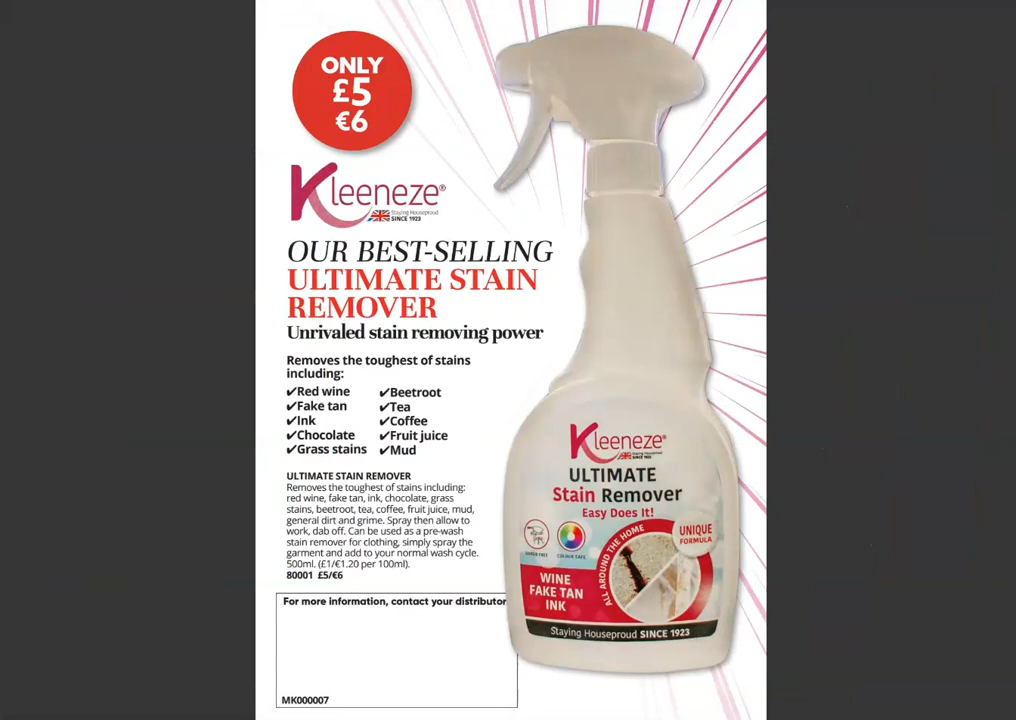 ONLY
£5
€6
Kleeneze®
Staying Houseproud
SINCE 1923
OUR BEST-SELLING
ULTIMATE STAIN
REMOVER
Unrivaled stain removing power
Removes the toughest of stains
including:
✔Red wine
✔Fake tan
✔Ink
✔Chocolate
✔Grass stains
✔Beetroot
✔Tea
✔Coffee
✔Fruit juice
✔Mud
ULTIMATE STAIN REMOVER
Removes the toughest of stains including:
red wine, fake tan, ink, chocolate, grass
stains, beetroot, tea, coffee, fruit juice, mud,
general dirt and grime. Spray then allow to
work, dab off. Can be used as a pre-wash
stain remover for clothing, simply spray the
garment and add to your normal wash cycle.
500ml. (£1/€1.20 per 100ml).
80001 £5/€6
For more information, contact your distributor
MK000007
Kleeneze®
Staying Houseproud
SINCE 1923
ULTIMATE
Stain Remover
Easy Does It!
COLOUR SAFE
UNIQUE
FORMULA
ALL AROUND THE HOME
WINE
FAKE TAN
INK
Staying Houseproud SINCE 1923